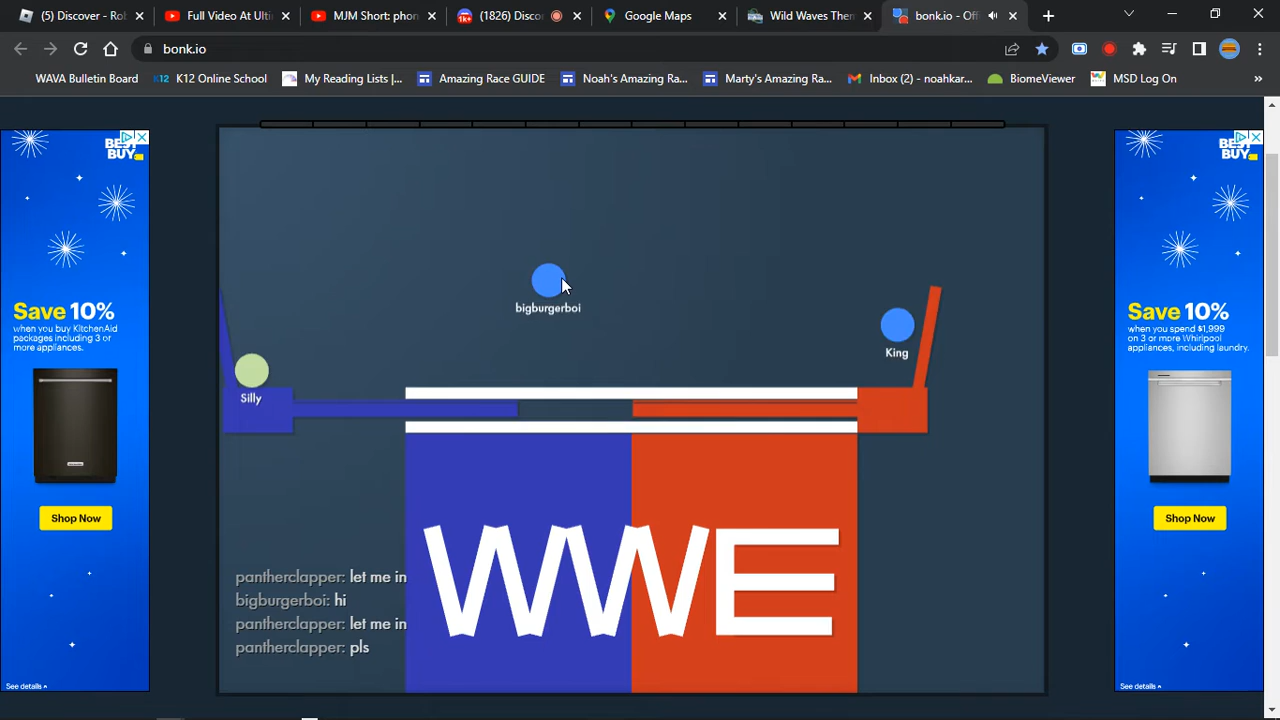 (5) Discover - Ro
Full Video At Ulti
MJM Short: phon
(1826) Disco
Google Maps
Wild Waves Them
bonk.io - Offi
bonk.io
WAVA Bulletin Board
K12 K12 Online School
My Reading Lists |...
Amazing Race GUIDE
Noah's Amazing Ra...
Marty's Amazing Ra...
Inbox (2) - noahkar...
BiomeViewer
MSD Log On
»
BEST BUY
Save 10%
when you buy KitchenAid
packages including 3 or
more appliances.
Shop Now
See details
bigburgerboi
King
Silly
WWE
pantherclapper: let me in
bigburgerboi: hi
pantherclapper: let me in
pantherclapper: pls
BEST BUY
Save 10%
when you spend $1,999
on 3 or more Whirlpool
appliances, including laundry.
Shop Now
See details